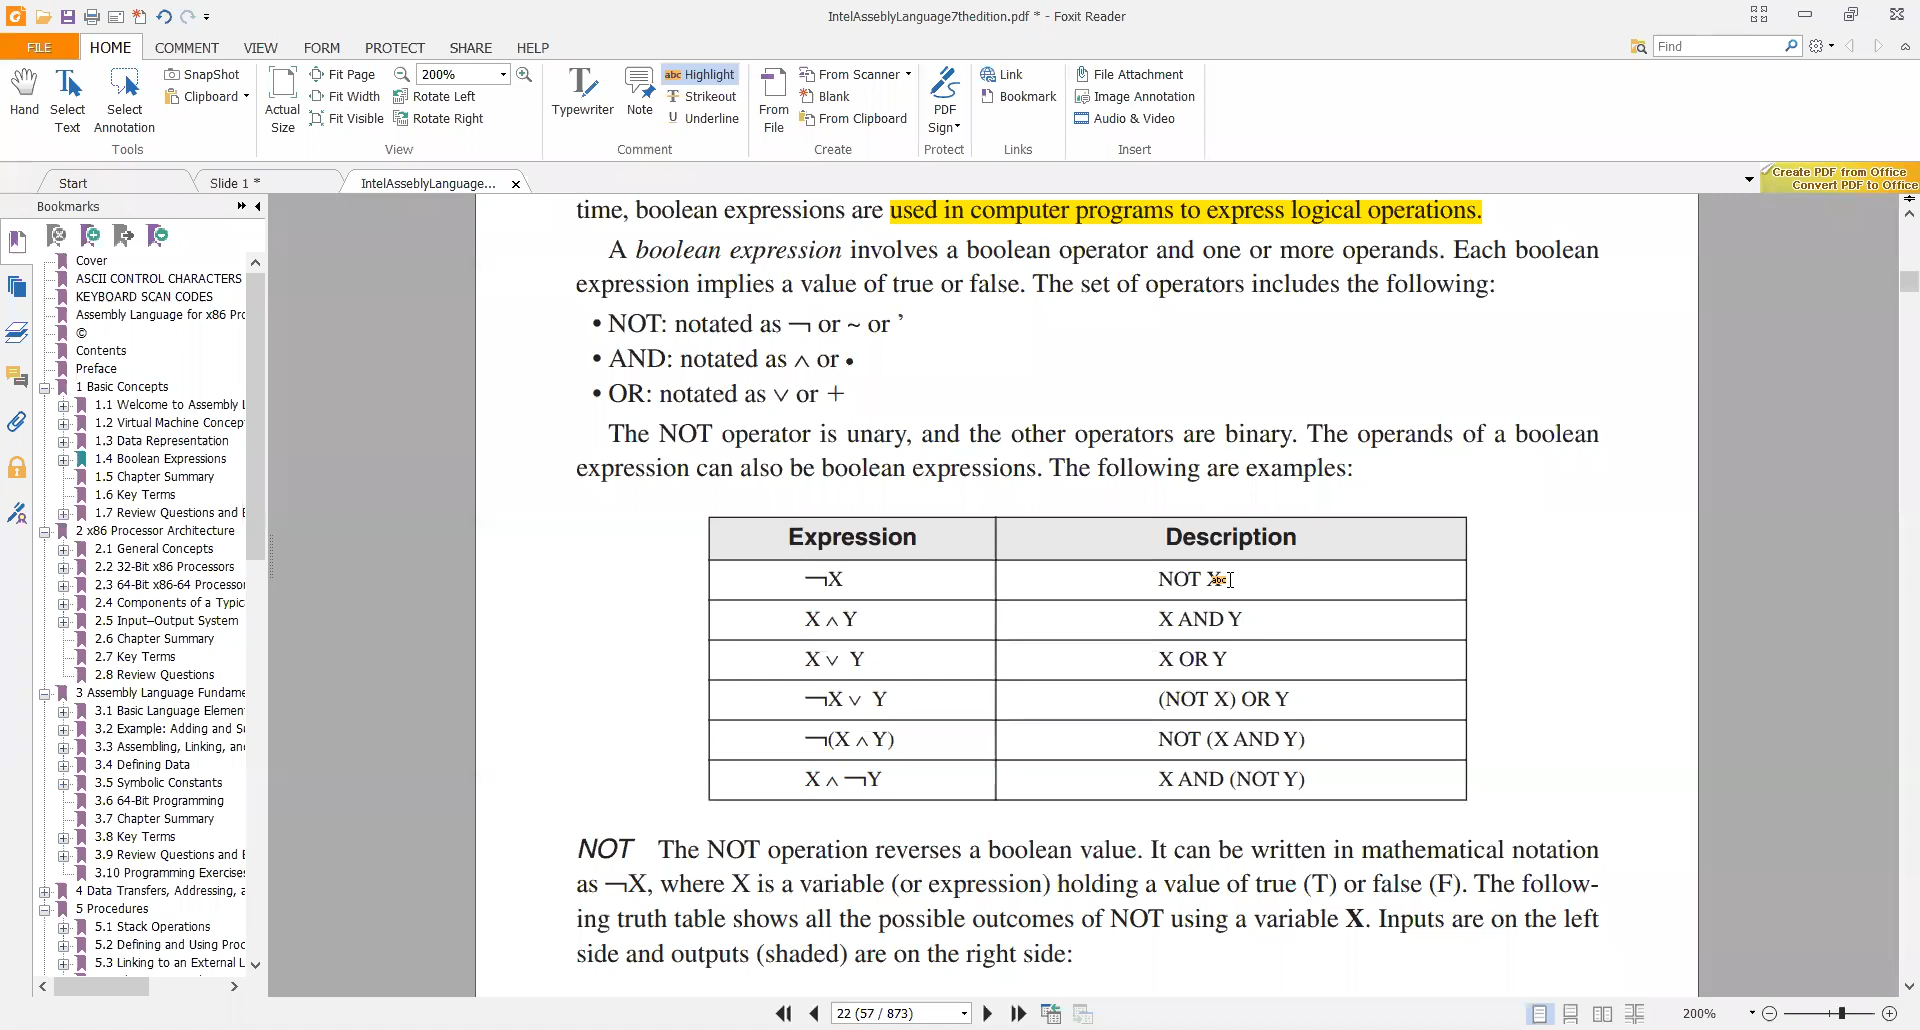 IntelAsseblyLanguage7thedition.pdf * - Foxit Reader
FILE HOME COMMENT VIEW FORM PROTECT SHARE HELP
Find
Hand
Select Text
Select Annotation
SnapShot
Clipboard
Tools
Actual Size
Fit Page
Fit Width
Fit Visible
200%
Rotate Left
Rotate Right
View
Typewriter
Note
abc Highlight
Strikeout
U Underline
Comment
From File
From Scanner
Blank
From Clipboard
Create
PDF Sign
Protect
Link
Bookmark
Links
File Attachment
Image Annotation
Audio & Video
Insert
Start
Slide 1 *
IntelAsseblyLanguage...
Create PDF from Office
Convert PDF to Office
Bookmarks
Cover
ASCII CONTROL CHARACTERS
KEYBOARD SCAN CODES
Assembly Language for x86 Pro
©
Contents
Preface
1 Basic Concepts
1.1 Welcome to Assembly L
1.2 Virtual Machine Concep
1.3 Data Representation
1.4 Boolean Expressions
1.5 Chapter Summary
1.6 Key Terms
1.7 Review Questions and E
2 x86 Processor Architecture
2.1 General Concepts
2.2 32-Bit x86 Processors
2.3 64-Bit x86-64 Processor
2.4 Components of a Typic
2.5 Input–Output System
2.6 Chapter Summary
2.7 Key Terms
2.8 Review Questions
3 Assembly Language Fundame
3.1 Basic Language Elemen
3.2 Example: Adding and Su
3.3 Assembling, Linking, an
3.4 Defining Data
3.5 Symbolic Constants
3.6 64-Bit Programming
3.7 Chapter Summary
3.8 Key Terms
3.9 Review Questions and E
3.10 Programming Exercises
4 Data Transfers, Addressing, a
5 Procedures
5.1 Stack Operations
5.2 Defining and Using Proc
5.3 Linking to an External L
time, boolean expressions are used in computer programs to express logical operations.
A boolean expression involves a boolean operator and one or more operands. Each boolean
expression implies a value of true or false. The set of operators includes the following:
• NOT: notated as ¬ or ~ or ’
• AND: notated as ∧ or •
• OR: notated as ∨ or +
The NOT operator is unary, and the other operators are binary. The operands of a boolean
expression can also be boolean expressions. The following are examples:
Expression Description
¬X NOT X
X ∧ Y X AND Y
X ∨ Y X OR Y
¬X ∨ Y (NOT X) OR Y
¬(X ∧ Y) NOT (X AND Y)
X ∧ ¬Y X AND (NOT Y)
NOT The NOT operation reverses a boolean value. It can be written in mathematical notation
as ¬X, where X is a variable (or expression) holding a value of true (T) or false (F). The follow-
ing truth table shows all the possible outcomes of NOT using a variable X. Inputs are on the left
side and outputs (shaded) are on the right side:
22 (57 / 873)
200%